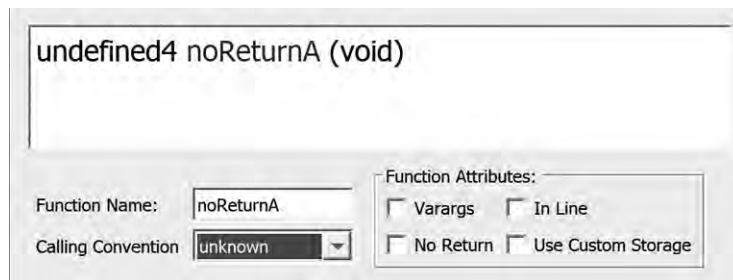 undefined4 noReturnA (void)
Function Attributes:
Function Name: noReturnA
Varargs In Line
Calling Convention unknown
No Return Use Custom Storage